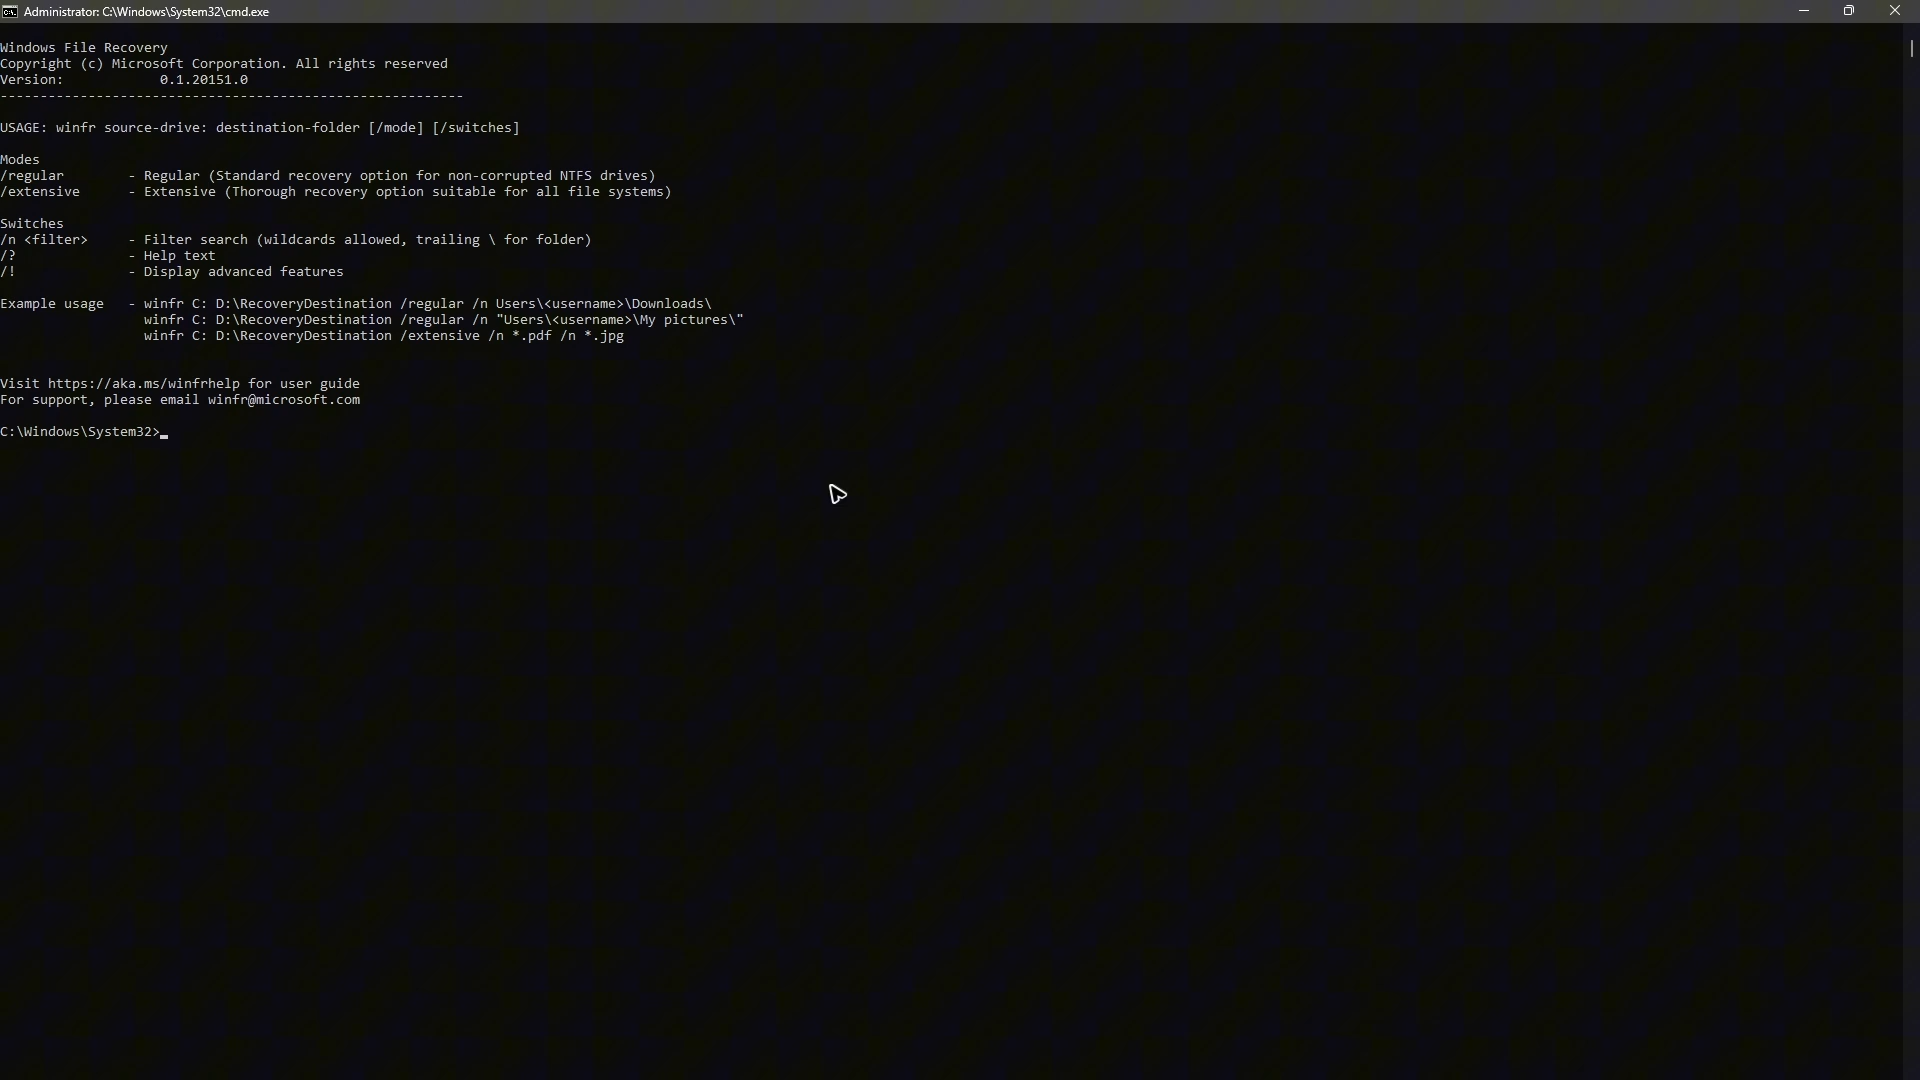 Administrator: C:\Windows\System32\cmd.exe
Windows File Recovery
Copyright (c) Microsoft Corporation. All rights reserved
Version:            0.1.20151.0
----------------------------------------------------------
USAGE: winfr source-drive: destination-folder [/mode] [/switches]
Modes
/regular        - Regular (Standard recovery option for non-corrupted NTFS drives)
/extensive      - Extensive (Thorough recovery option suitable for all file systems)
Switches
/n <filter>     - Filter search (wildcards allowed, trailing \ for folder)
/?              - Help text
/!              - Display advanced features
Example usage   - winfr C: D:\RecoveryDestination /regular /n Users\<username>\Downloads\
                  winfr C: D:\RecoveryDestination /regular /n "Users\<username>\My pictures\"
                  winfr C: D:\RecoveryDestination /extensive /n *.pdf /n *.jpg
Visit https://aka.ms/winfrhelp for user guide
For support, please email winfr@microsoft.com
C:\Windows\System32>_